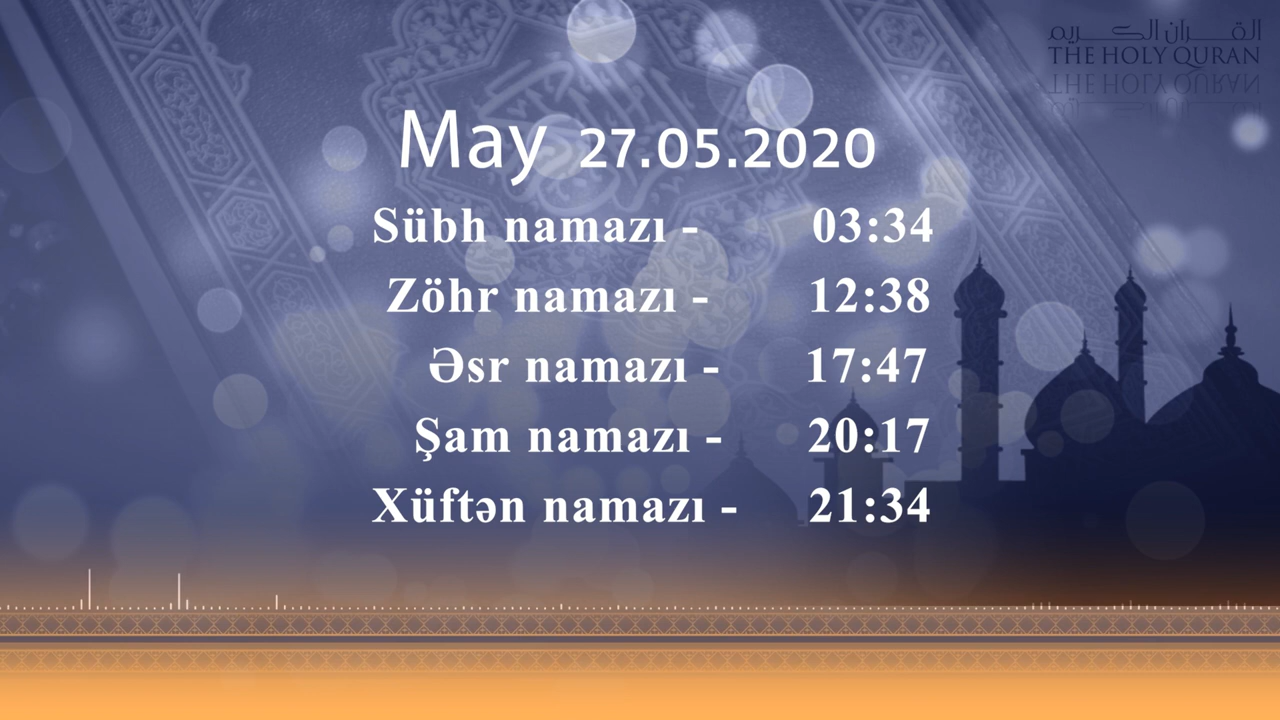 القرآن الكريم
THE HOLY QURAN
May 27.05.2020
Sübh namazı - 03:34
Zöhr namazı - 12:38
Əsr namazı - 17:47
Şam namazı - 20:17
Xüftən namazı - 21:34